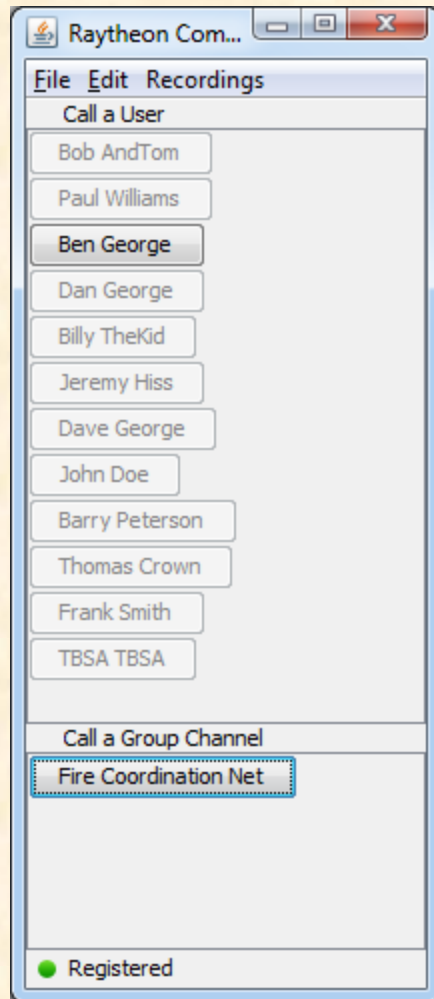 Raytheon Com...
File Edit Recordings
Call a User
Bob AndTom
Paul Williams
Ben George
Dan George
Billy TheKid
Jeremy Hiss
Dave George
John Doe
Barry Peterson
Thomas Crown
Frank Smith
TBSA TBSA
Call a Group Channel
Fire Coordination Net
Registered